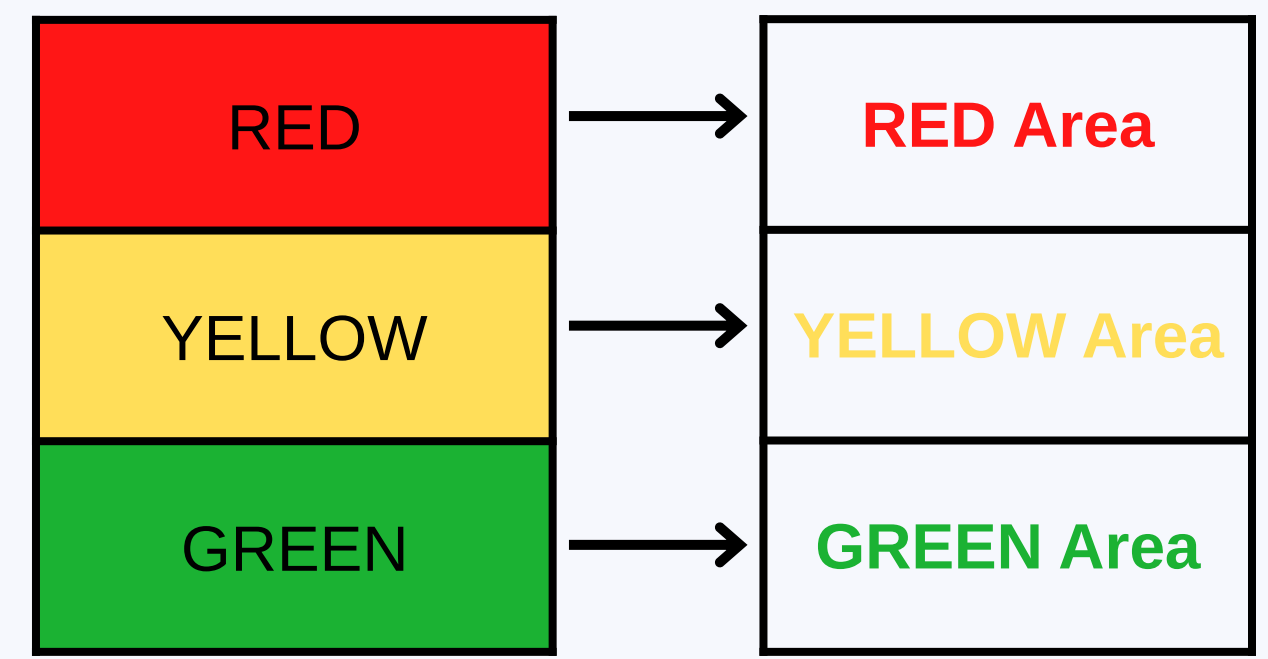 RED
RED Area
YELLOW
YELLOW Area
GREEN
GREEN Area